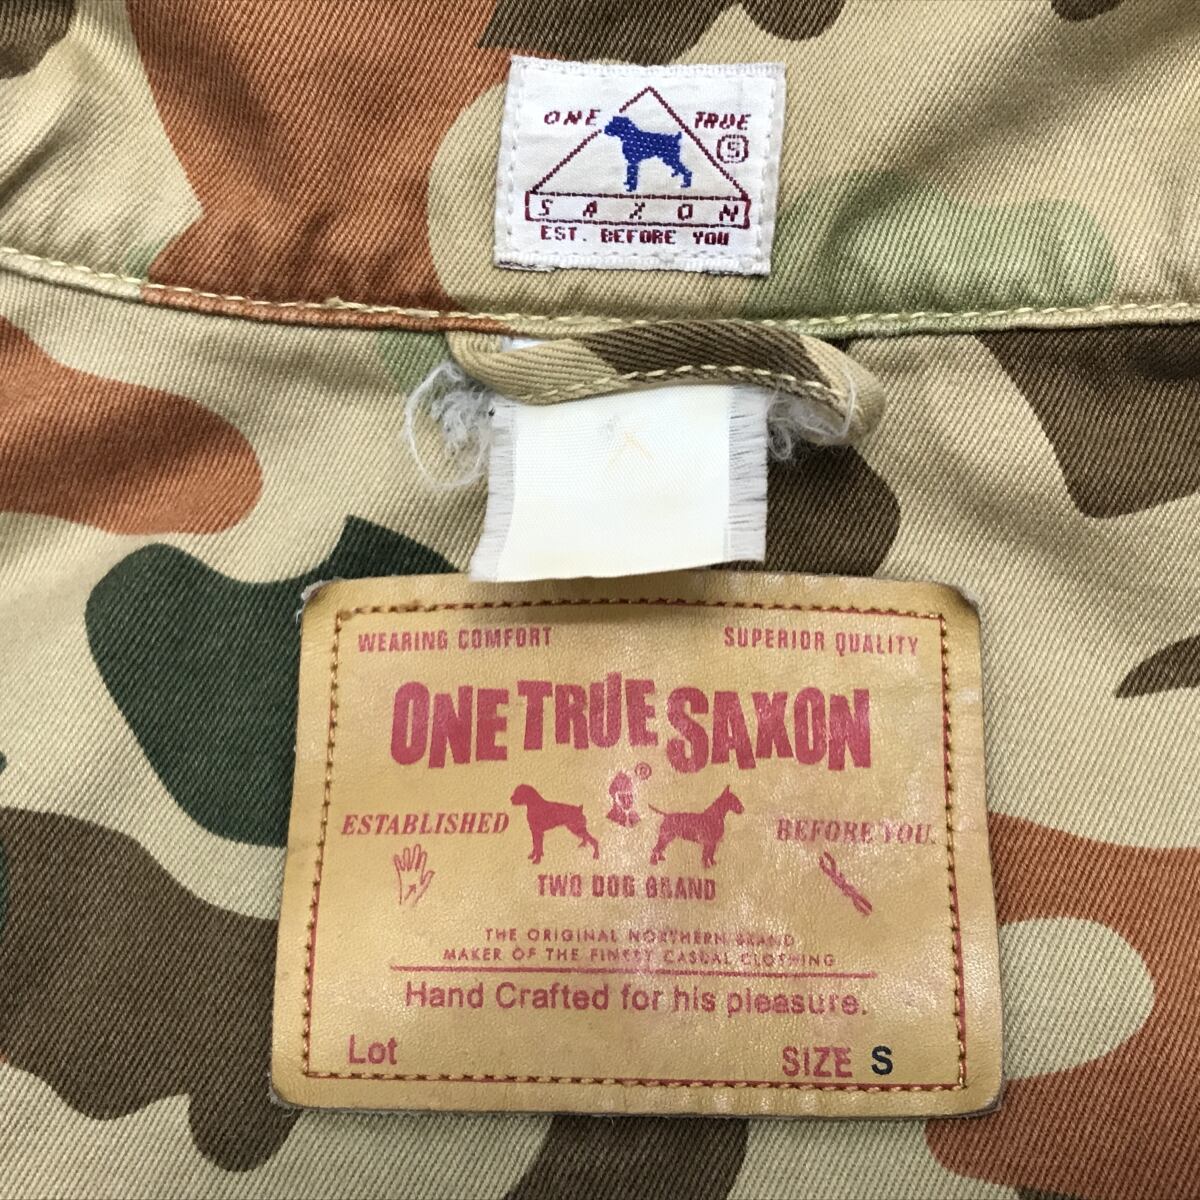 ONE TRUE
S
SAXON
EST. BEFORE YOU
WEARING COMFORT SUPERIOR QUALITY
ONE TRUE SAXON
®
ESTABLISHED BEFORE YOU.
TWO DOG BRAND
THE ORIGINAL NORTHERN BRAND
MAKER OF THE FINEST CASUAL CLOTHING
Hand Crafted for his pleasure.
Lot SIZE S